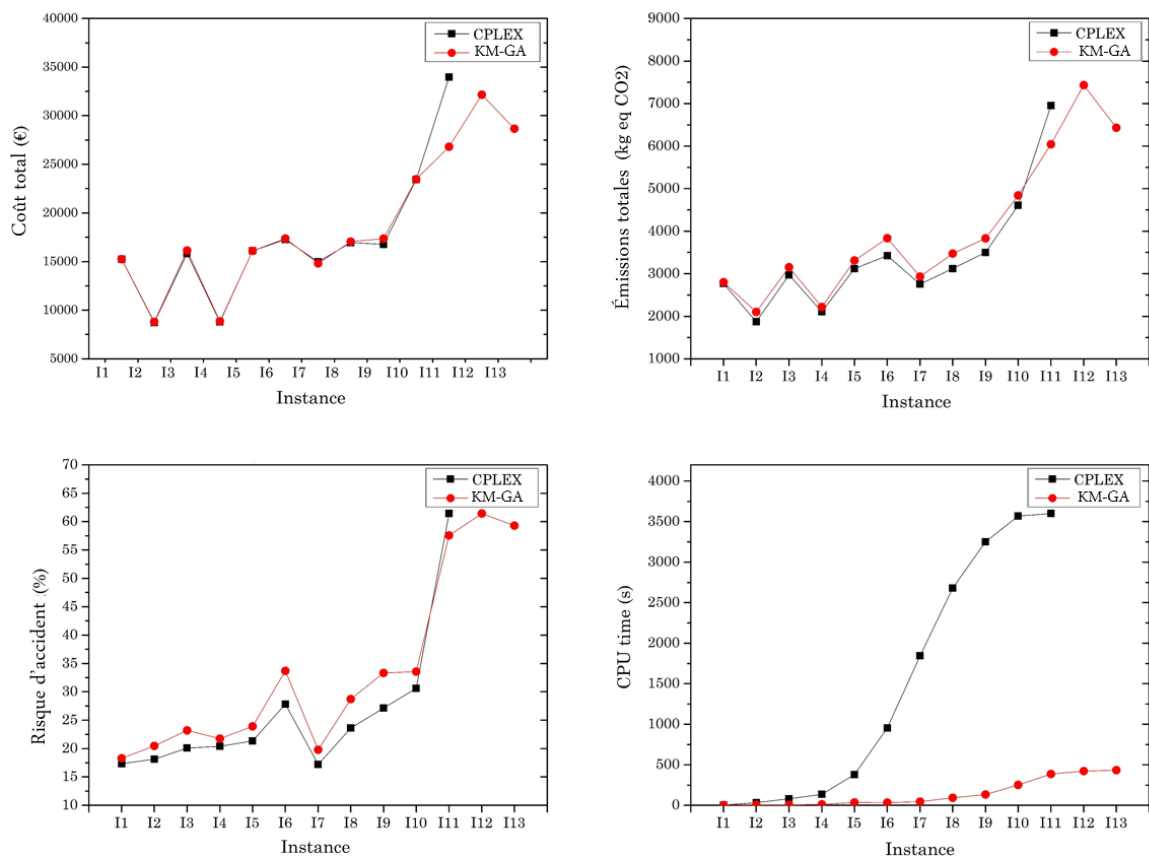 40000
35000
30000
25000
20000
15000
10000
5000
Coût total (€)
CPLEX
KM-GA
I1 I2 I3 I4 I5 I6 I7 I8 I9 I10 I11 I12 I13
Instance
9000
8000
7000
6000
5000
4000
3000
2000
1000
Émissions totales (kg eq CO2)
CPLEX
KM-GA
I1 I2 I3 I4 I5 I6 I7 I8 I9 I10 I11 I12 I13
Instance
70
65
60
55
50
45
40
35
30
25
20
15
10
Risque d'accident (%)
CPLEX
KM-GA
I1 I2 I3 I4 I5 I6 I7 I8 I9 I10 I11 I12 I13
Instance
4000
3500
3000
2500
2000
1500
1000
500
0
CPU time (s)
CPLEX
KM-GA
I1 I2 I3 I4 I5 I6 I7 I8 I9 I10 I11 I12 I13
Instance